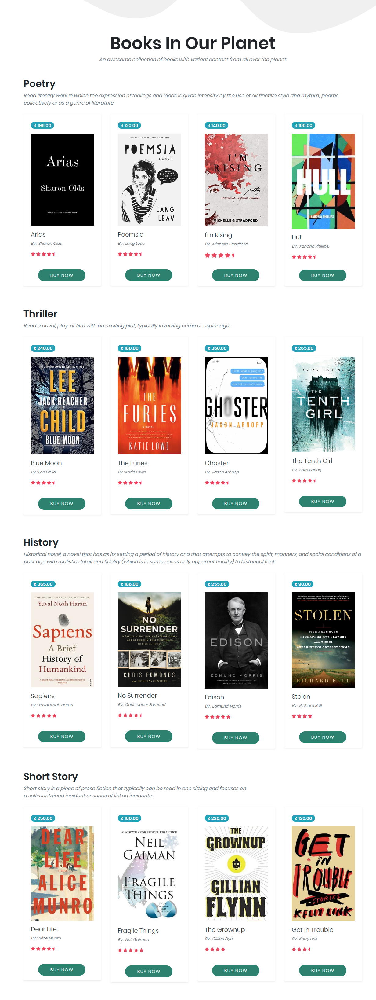 Books In Our Planet
An awesome collection of books with variant content from all over the planet.
Poetry
Read literary work in which the expression of feelings and ideas is given intensity by the use of distinctive style and rhythm; poems
collectively or as a genre of literature.
₹ 196.00
Arias
Sharon Olds
WINNER OF THE PULITZER PRIZE
Arias
By : Sharon Olds.
BUY NOW
₹ 120.00
INTERNATIONAL BESTSELLING AUTHOR
POEMSIA
A NOVEL
SHE DREAMT
OF BEING A POET
BUT WHAT HAPPENS
WHEN THE DREAM
COMES TRUE?
LANG
LEAV
Poemsia
By : Lang Leav.
BUY NOW
₹ 140.00
I'M
RISING
poetry
Determined. Confident. Powerful.
MICHELLE G STRADFORD
I'm Rising
By : Michelle Stradford.
BUY NOW
₹ 100.00
HULL
XANDRIA PHILLIPS
Hull
By : Xandria Phillips.
BUY NOW
Thriller
Read a novel, play, or film with an exciting plot, typically involving crime or espionage.
₹ 240.00
#1 NEW YORK TIMES BESTSELLING AUTHOR
LEE
JACK REACHER
NOVEL
CHILD
BLUE MOON
Blue Moon
By : Lee Child
BUY NOW
₹ 180.00
THE
FURIES
A NOVEL
KATIE LOWE
The Furies
By : Katie Lowe
BUY NOW
₹ 360.00
Scott, what is going on?
Don't ignore me!
Just tell me you're okay
GHOSTER
JASON ARNOPP
Ghoster
By : Jason Arnoop
BUY NOW
₹ 265.00
SARA FARING
THE
TENTH
GIRL
The Tenth Girl
By : Sara Faring
BUY NOW
History
Historical novel, a novel that has as its setting a period of history and that attempts to convey the spirit, manners, and social conditions of a
past age with realistic detail and fidelity (which is in some cases only apparent fidelity) to historical fact.
₹ 365.00
THE SUNDAY TIMES TOP TEN BESTSELLER
Yuval Noah Harari
Sapiens
A Brief
History of
Humankind
'A RARE BOOK...THRILLING AND BREATHTAKING'
OBSERVER
VINTAGE
Sapiens
By : Yuval Noah Harari
BUY NOW
₹ 186.00
NO
SURRENDER
A FATHER, A SON, AND AN EXTRAORDINARY
ACT OF HEROISM THAT CONTINUES
TO LIVE ON TODAY
CHRIS EDMONDS
AND DOUGLAS CENTURY
No Surrender
By : Christopher Edmund
BUY NOW
₹ 255.00
EDISON
EDMUND MORRIS
PULITZER PRIZE-WINNING AUTHOR OF THE
THEODORE ROOSEVELT TRILOGY
Edison
By : Edmund Morris
BUY NOW
₹ 90.00
STOLEN
FIVE FREE BOYS
KIDNAPPED INTO SLAVERY
AND THEIR
ASTONISHING ODYSSEY HOME
RICHARD BELL
Stolen
By : Richard Bell
BUY NOW
Short Story
Short story is a piece of prose fiction that typically can be read in one sitting and focuses on
a self-contained incident or series of linked incidents.
₹ 250.00
DEAR
LIFE
STORIES
ALICE
MUNRO
Dear Life
By : Alice Munro
BUY NOW
₹ 180.00
#1 NEW YORK TIMES BESTSELLING AUTHOR
NEIL
GAIMAN
FRAGILE
THINGS
SHORT
FICTIONS
AND
WONDERS
Fragile Things
By : Neil Gaiman
BUY NOW
₹ 220.00
THE
GROWNUP
GILLIAN
FLYNN
The Grownup
By : Gillian Flyn
BUY NOW
₹ 120.00
GET
IN
TROUBLE
STORIES
KELLY LINK
Get In Trouble
By : Kerry Link
BUY NOW